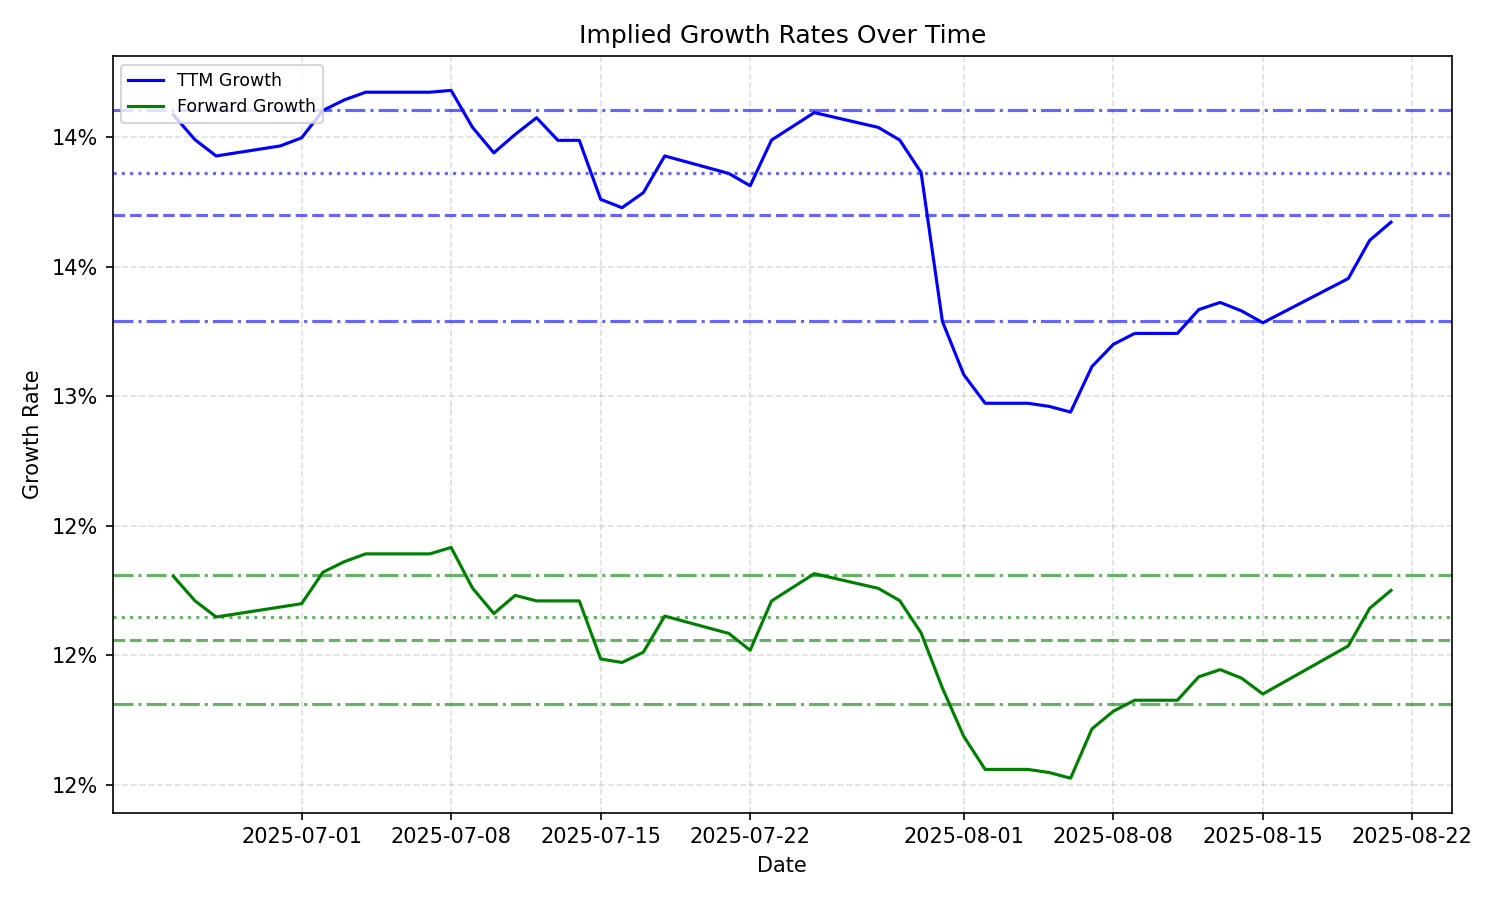 Implied Growth Rates Over Time
TTM Growth
Forward Growth
14%
14%
13%
12%
12%
12%
Growth Rate
2025-07-01
2025-07-08
2025-07-15
2025-07-22
2025-08-01
2025-08-08
2025-08-15
2025-08-22
Date